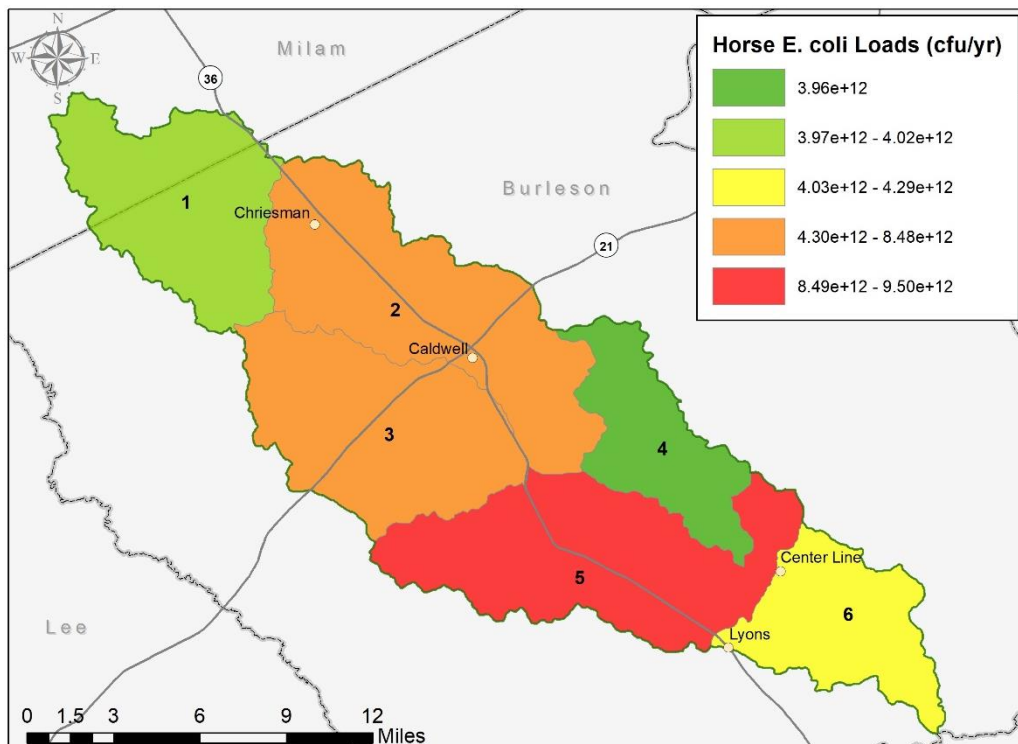 N
W E
S
Milam
36
Horse E. coli Loads (cfu/yr)
3.96e+12
3.97e+12 - 4.02e+12
4.03e+12 - 4.29e+12
4.30e+12 - 8.48e+12
8.49e+12 - 9.50e+12
Burleson
1
Chriesman
21
2
Caldwell
3
4
Center Line
5
6
Lyons
Lee
0 1.5 3 6 9 12
Miles